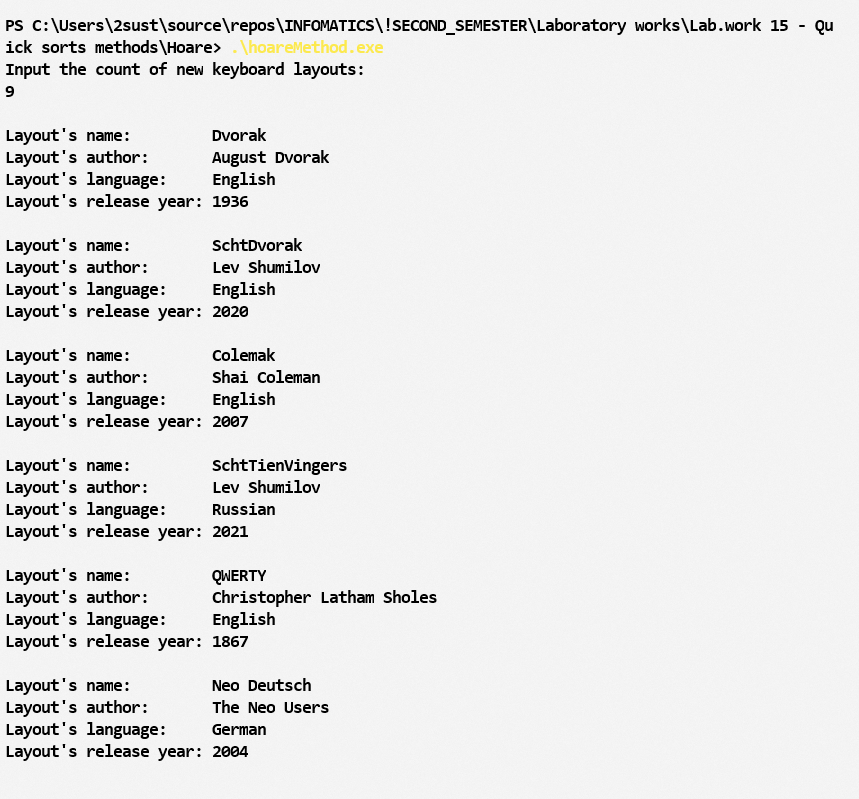 PS C:\Users\2sust\source\repos\INFOMATICS\!SECOND_SEMESTER\Laboratory works\Lab.work 15 - Qu
ick sorts methods\Hoare> .\hoareMethod.exe
Input the count of new keyboard layouts:
9

Layout's name:         Dvorak
Layout's author:       August Dvorak
Layout's language:     English
Layout's release year: 1936

Layout's name:         SchtDvorak
Layout's author:       Lev Shumilov
Layout's language:     English
Layout's release year: 2020

Layout's name:         Colemak
Layout's author:       Shai Coleman
Layout's language:     English
Layout's release year: 2007

Layout's name:         SchtTienVingers
Layout's author:       Lev Shumilov
Layout's language:     Russian
Layout's release year: 2021

Layout's name:         QWERTY
Layout's author:       Christopher Latham Sholes
Layout's language:     English
Layout's release year: 1867

Layout's name:         Neo Deutsch
Layout's author:       The Neo Users
Layout's language:     German
Layout's release year: 2004